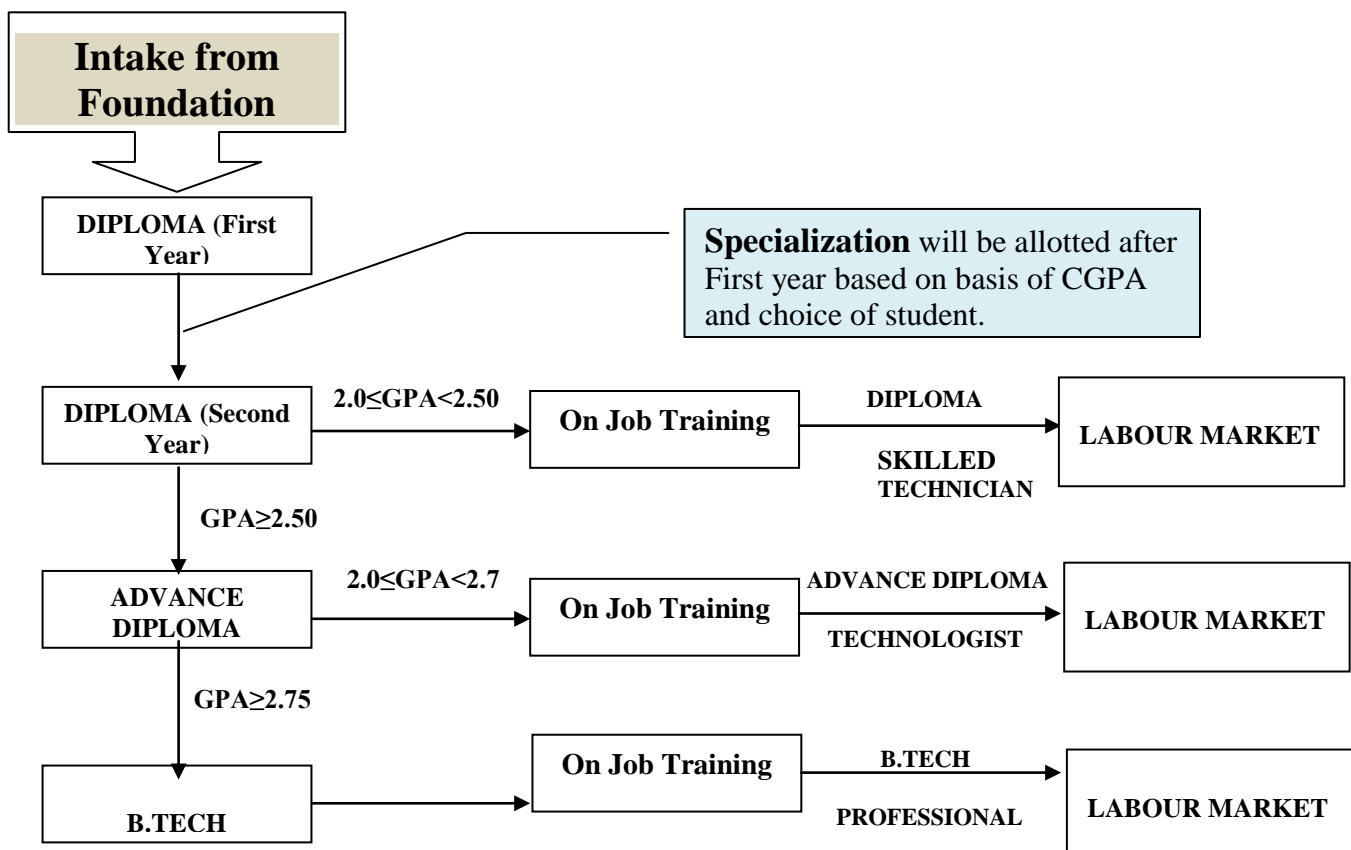 Intake from
Foundation
DIPLOMA (First
Year)
Specialization will be allotted after
First year based on basis of CGPA
and choice of student.
DIPLOMA (Second
Year)
2.0≤GPA<2.50
On Job Training
DIPLOMA
SKILLED
TECHNICIAN
LABOUR MARKET
GPA≥2.50
ADVANCE
DIPLOMA
2.0≤GPA<2.7
On Job Training
ADVANCE DIPLOMA
TECHNOLOGIST
LABOUR MARKET
GPA≥2.75
B.TECH
On Job Training
B.TECH
PROFESSIONAL
LABOUR MARKET